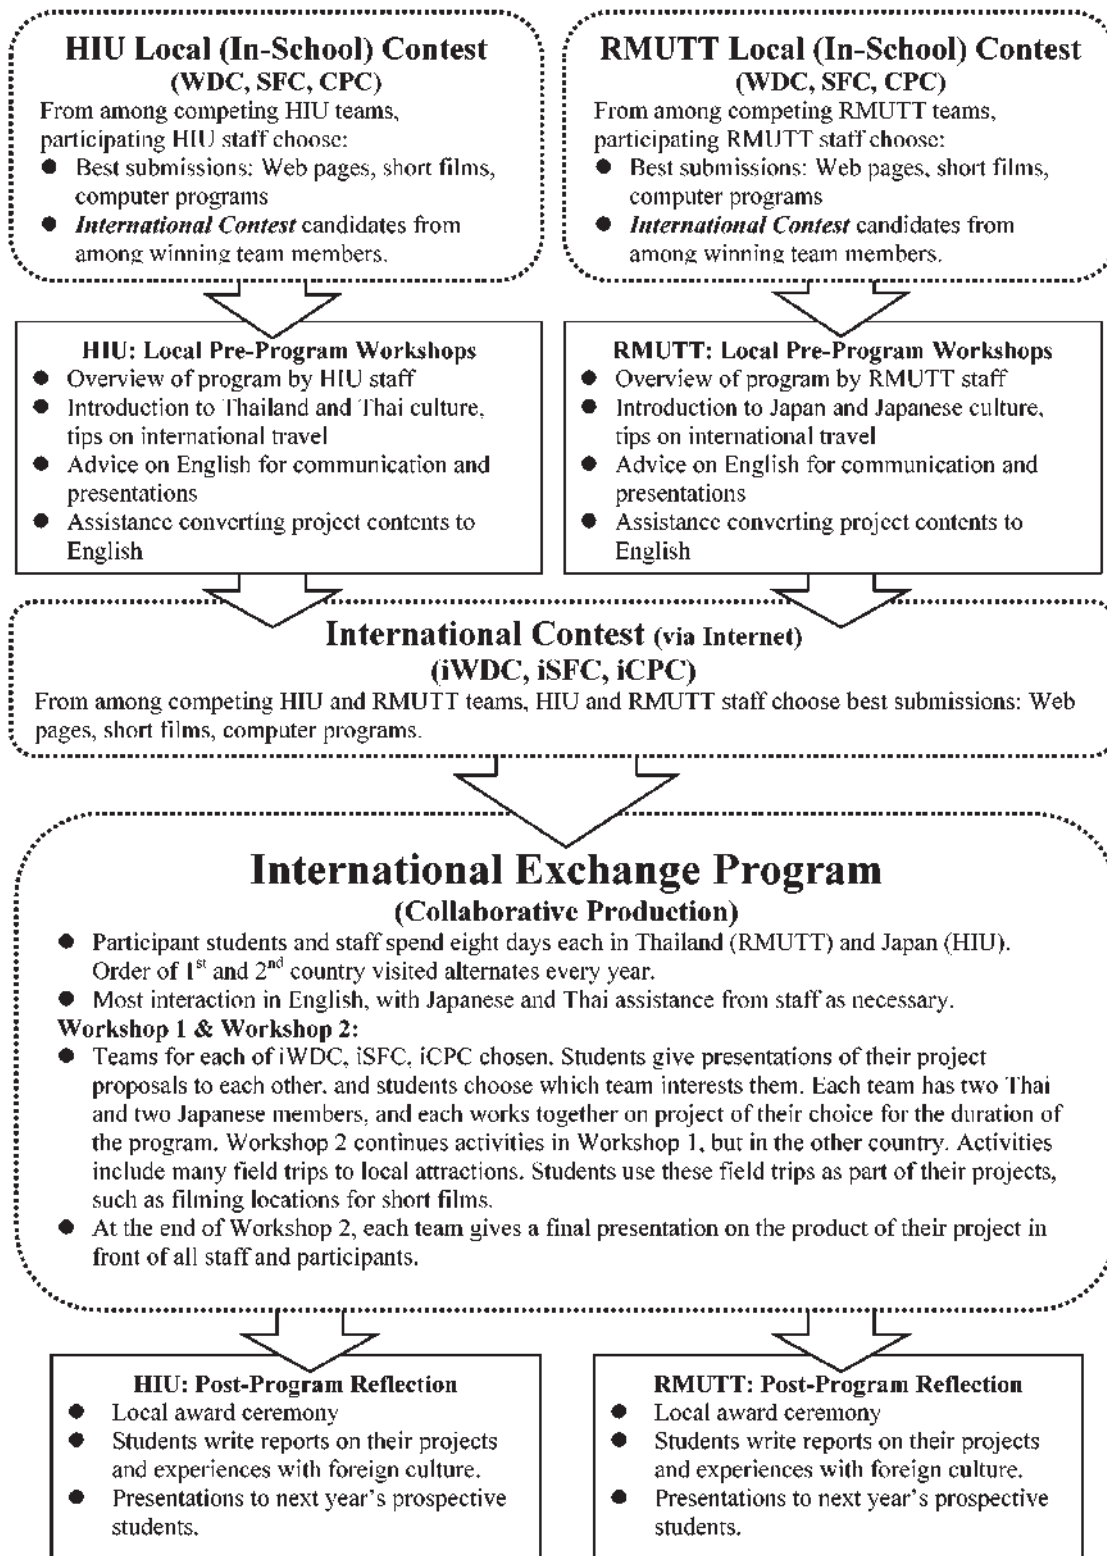 HIU Local (In-School) Contest
(WDC, SFC, CPC)
From among competing HIU teams,
participating HIU staff choose:
● Best submissions: Web pages, short films,
computer programs
● International Contest candidates from
among winning team members.
RMUTT Local (In-School) Contest
(WDC, SFC, CPC)
From among competing RMUTT teams,
participating RMUTT staff choose:
● Best submissions: Web pages, short films,
computer programs
● International Contest candidates from
among winning team members.
HIU: Local Pre-Program Workshops
● Overview of program by HIU staff
● Introduction to Thailand and Thai culture,
tips on international travel
● Advice on English for communication and
presentations
● Assistance converting project contents to
English
RMUTT: Local Pre-Program Workshops
● Overview of program by RMUTT staff
● Introduction to Japan and Japanese culture,
tips on international travel
● Advice on English for communication and
presentations
● Assistance converting project contents to
English
International Contest (via Internet)
(iWDC, iSFC, iCPC)
From among competing HIU and RMUTT teams, HIU and RMUTT staff choose best submissions: Web
pages, short films, computer programs.
International Exchange Program
(Collaborative Production)
● Participant students and staff spend eight days each in Thailand (RMUTT) and Japan (HIU).
Order of 1st and 2nd country visited alternates every year.
● Most interaction in English, with Japanese and Thai assistance from staff as necessary.
Workshop 1 & Workshop 2:
● Teams for each of iWDC, iSFC, iCPC chosen. Students give presentations of their project
proposals to each other, and students choose which team interests them. Each team has two Thai
and two Japanese members, and each works together on project of their choice for the duration of
the program. Workshop 2 continues activities in Workshop 1, but in the other country. Activities
include many field trips to local attractions. Students use these field trips as part of their projects,
such as filming locations for short films.
● At the end of Workshop 2, each team gives a final presentation on the product of their project in
front of all staff and participants.
HIU: Post-Program Reflection
● Local award ceremony
● Students write reports on their projects
and experiences with foreign culture.
● Presentations to next year's prospective
students.
RMUTT: Post-Program Reflection
● Local award ceremony
● Students write reports on their projects
and experiences with foreign culture.
● Presentations to next year's prospective
students.